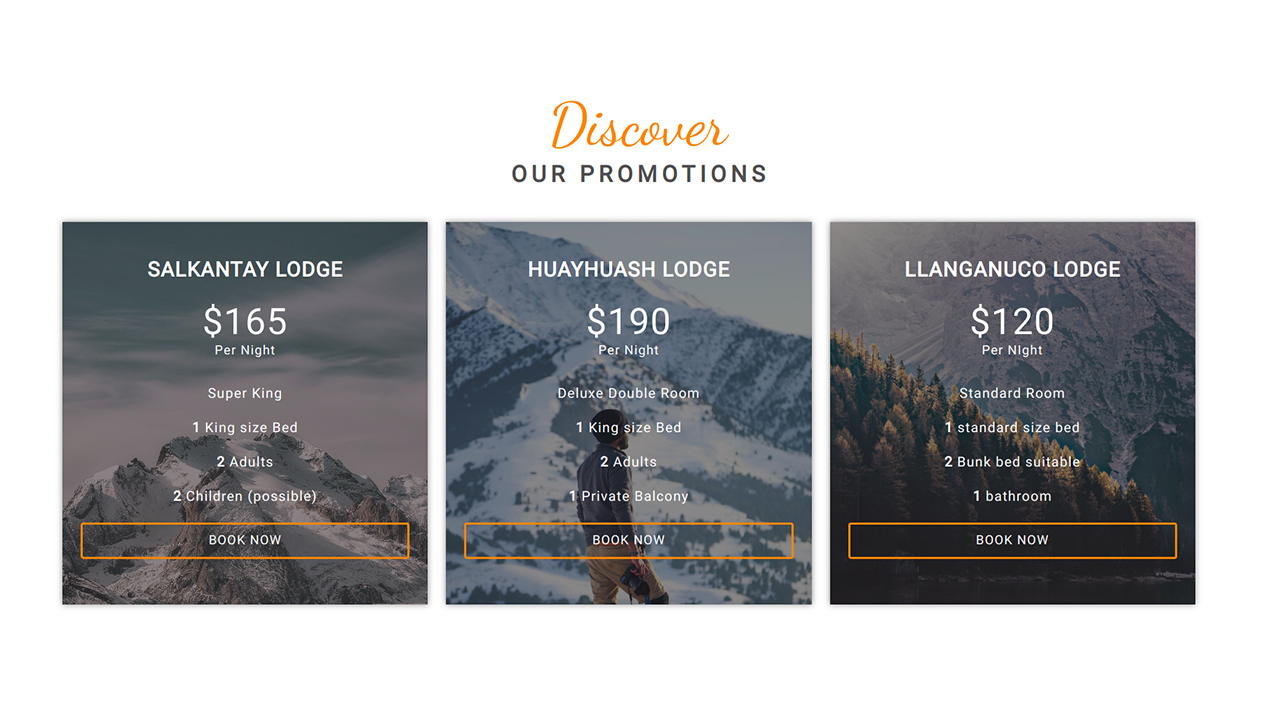 Discover
OUR PROMOTIONS
SALKANTAY LODGE
$165
Per Night
Super King
1 King size Bed
2 Adults
2 Children (possible)
BOOK NOW
HUAYHUASH LODGE
$190
Per Night
Deluxe Double Room
1 King size Bed
2 Adults
1 Private Balcony
BOOK NOW
LLANGANUCO LODGE
$120
Per NIght
Standard Room
1 standard size bed
2 Bunk bed suitable
1 bathroom
BOOK NOW